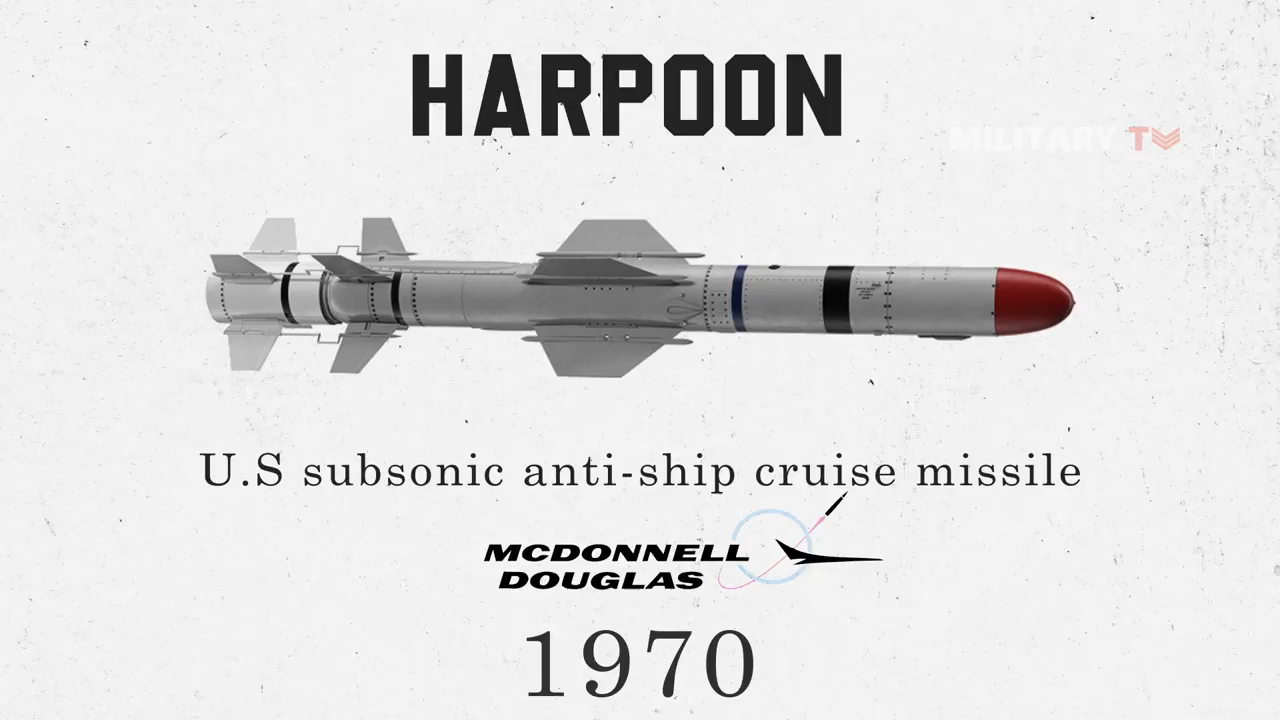 HARPOON
MILITARY TV
U.S subsonic anti-ship cruise missile
MCDONNELL
DOUGLAS
1970